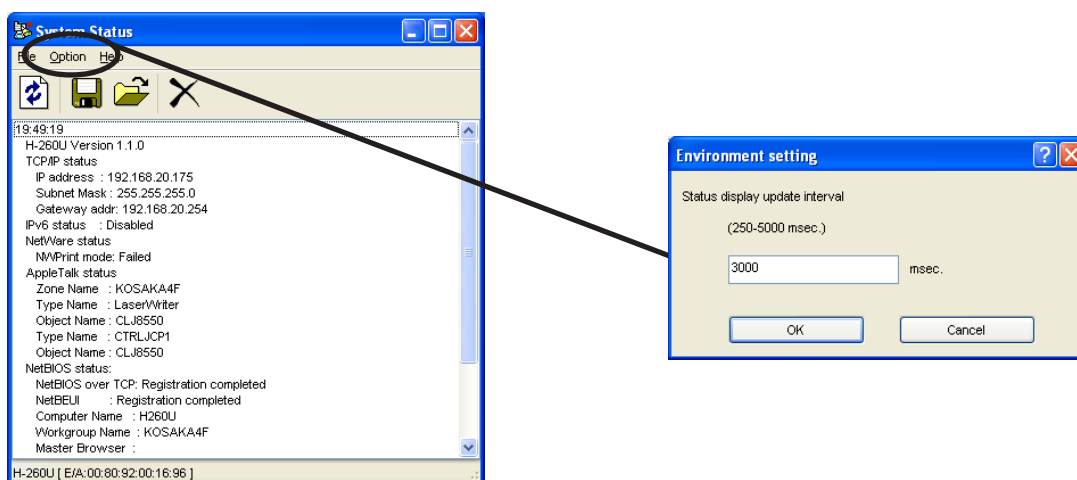 System Status
File Option Help
19:49:19
H-260U Version 1.1.0
TCP/IP status
IP address : 192.168.20.175
Subnet Mask : 255.255.255.0
Gateway addr: 192.168.20.254
IPv6 status : Disabled
NetWare status
NWPrint mode: Failed
AppleTalk status
Zone Name : KOSAKA4F
Type Name : LaserWriter
Object Name : CLJ8550
Type Name : CTRLJCP1
Object Name : CLJ8550
NetBIOS status:
NetBIOS over TCP: Registration completed
NetBEUI : Registration completed
Computer Name : H260U
Workgroup Name : KOSAKA4F
Master Browser :
H-260U [ E/A:00:80:92:00:16:96 ]
Environment setting
Status display update interval
(250-5000 msec.)
3000 msec.
OK Cancel